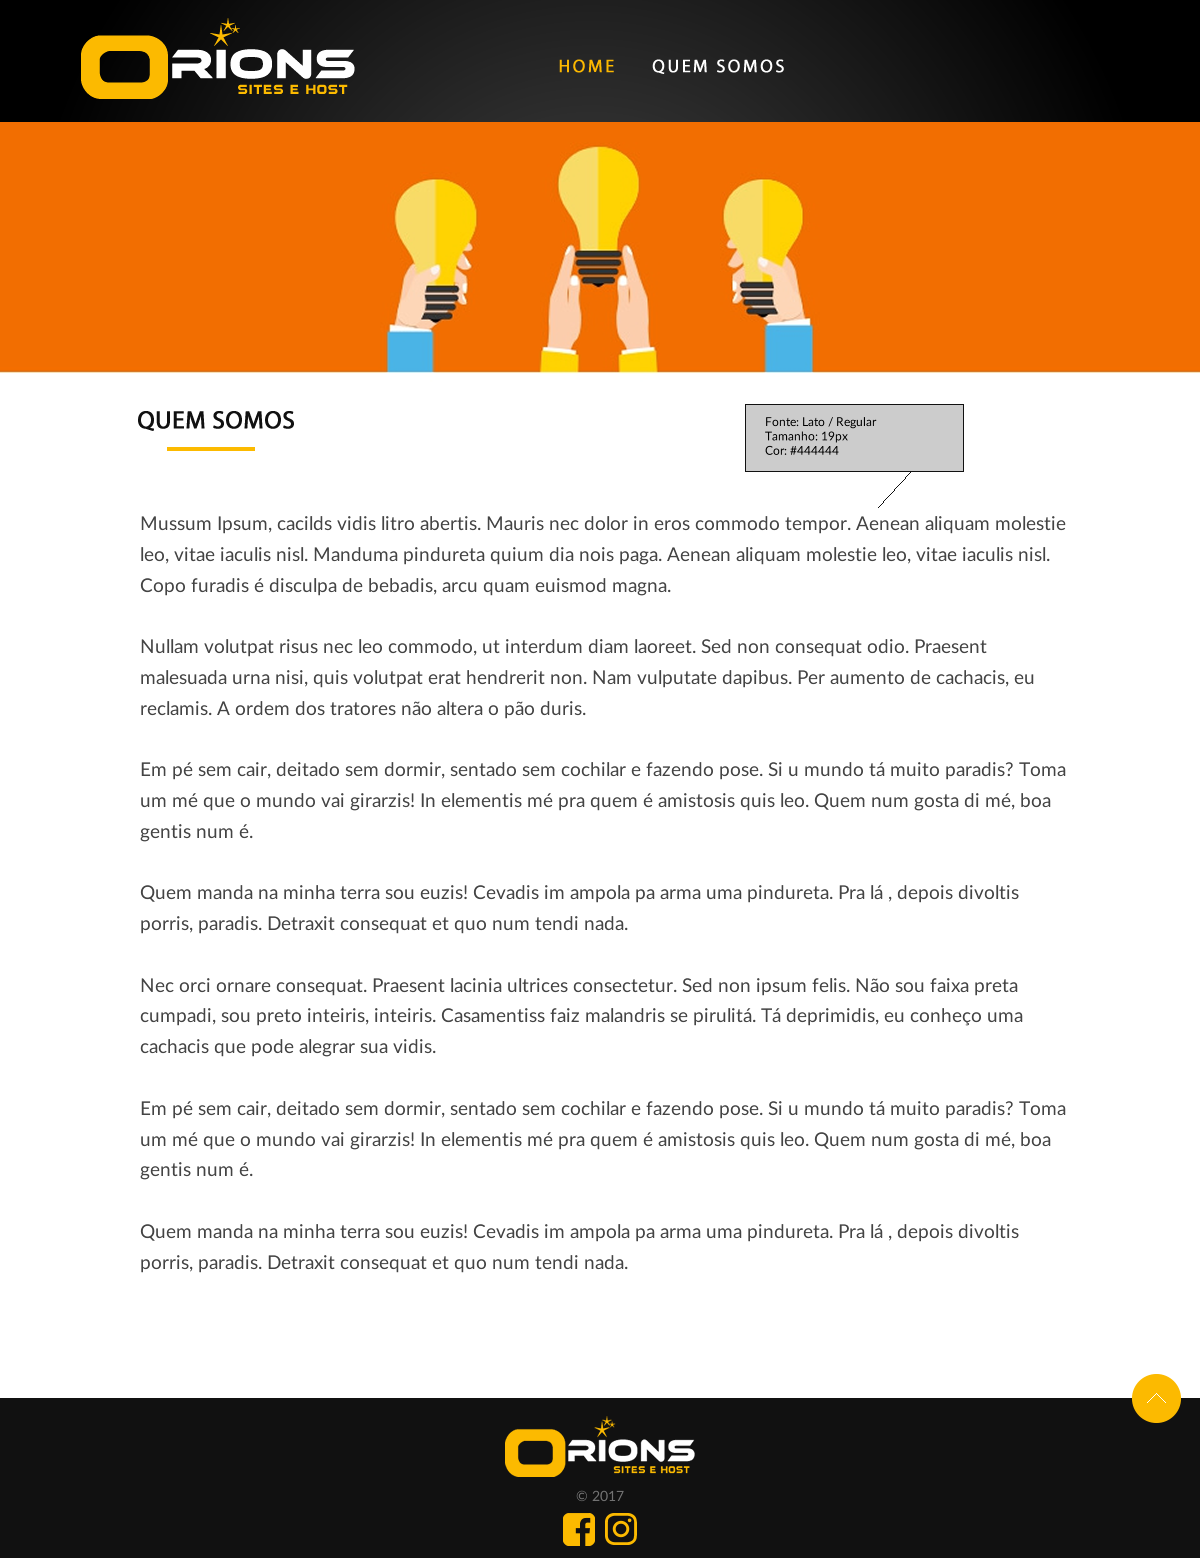 ORIONS
SITES E HOST
HOME QUEM SOMOS
QUEM SOMOS
Fonte: Lato / Regular
Tamanho: 19px
Cor: #444444
Mussum Ipsum, cacilds vidis litro abertis. Mauris nec dolor in eros commodo tempor. Aenean aliquam molestie
leo, vitae iaculis nisl. Manduma pindureta quium dia nois paga. Aenean aliquam molestie leo, vitae iaculis nisl.
Copo furadis é disculpa de bebadis, arcu quam euismod magna.
Nullam volutpat risus nec leo commodo, ut interdum diam laoreet. Sed non consequat odio. Praesent
malesuada urna nisi, quis volutpat erat hendrerit non. Nam vulputate dapibus. Per aumento de cachacis, eu
reclamis. A ordem dos tratores não altera o pão duris.
Em pé sem cair, deitado sem dormir, sentado sem cochilar e fazendo pose. Si u mundo tá muito paradis? Toma
um mé que o mundo vai girarzis! In elementis mé pra quem é amistosis quis leo. Quem num gosta di mé, boa
gentis num é.
Quem manda na minha terra sou euzis! Cevadis im ampola pa arma uma pindureta. Pra lá , depois divoltis
porris, paradis. Detraxit consequat et quo num tendi nada.
Nec orci ornare consequat. Praesent lacinia ultrices consectetur. Sed non ipsum felis. Não sou faixa preta
cumpadi, sou preto inteiris, inteiris. Casamentiss faiz malandris se pirulitá. Tá deprimidis, eu conheço uma
cachacis que pode alegrar sua vidis.
Em pé sem cair, deitado sem dormir, sentado sem cochilar e fazendo pose. Si u mundo tá muito paradis? Toma
um mé que o mundo vai girarzis! In elementis mé pra quem é amistosis quis leo. Quem num gosta di mé, boa
gentis num é.
Quem manda na minha terra sou euzis! Cevadis im ampola pa arma uma pindureta. Pra lá , depois divoltis
porris, paradis. Detraxit consequat et quo num tendi nada.
ORIONS
SITES E HOST
© 2017